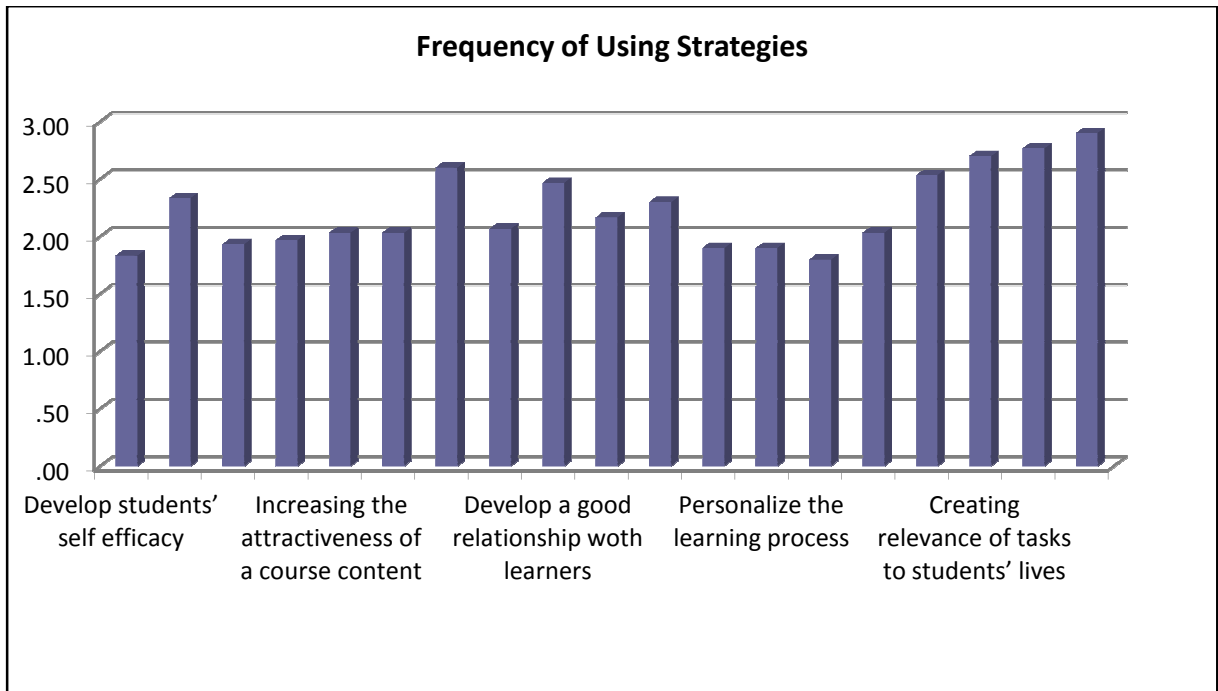 Frequency of Using Strategies
3.00
2.50
2.00
1.50
1.00
.50
.00
Develop students’
self efficacy
Increasing the
attractiveness of
a course content
Develop a good
relationship woth
learners
Personalize the
learning process
Creating
relevance of tasks
to students’ lives